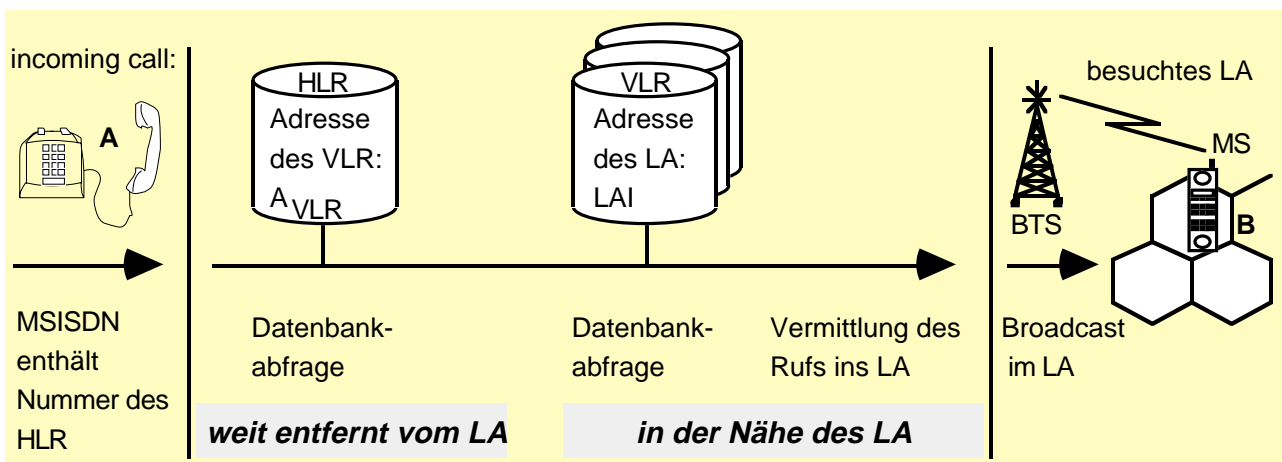 incoming call:
A
HLR
Adresse
des VLR:
A VLR
VLR
Adresse
des LA:
LAI
besuchtes LA
MS
BTS
B
MSISDN
enthält
Nummer des
HLR
Datenbank-
abfrage
Datenbank-
abfrage
Vermittlung des
Rufs ins LA
Broadcast
im LA
weit entfernt vom LA
in der Nähe des LA